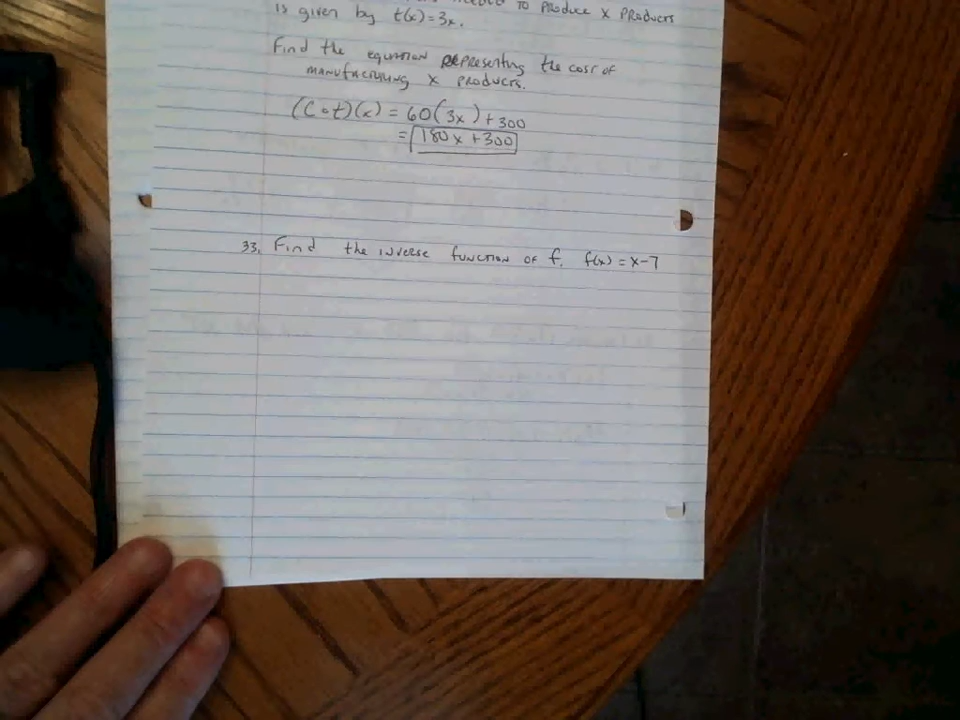 to produce x products
is given by t(x)=3x.
Find the equation representing the cost of
manufacturing x products.
(C∘t)(x) = 60(3x)+300
= 180x+300
33. Find the inverse function of f. f(x) = x-7